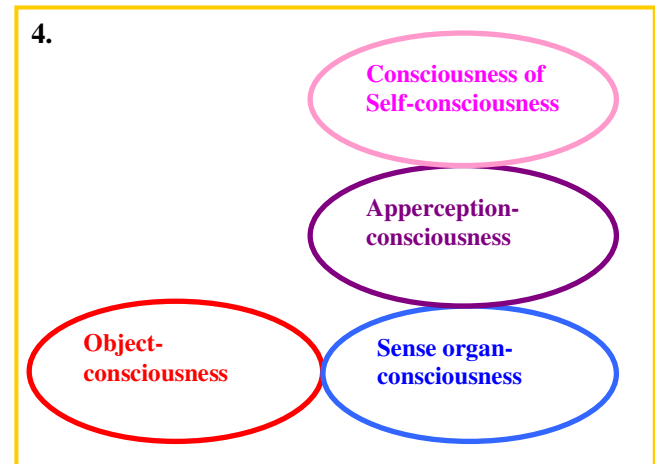 4.
Consciousness of
Self-consciousness
Apperception-
consciousness
Object-
consciousness
Sense organ-
consciousness